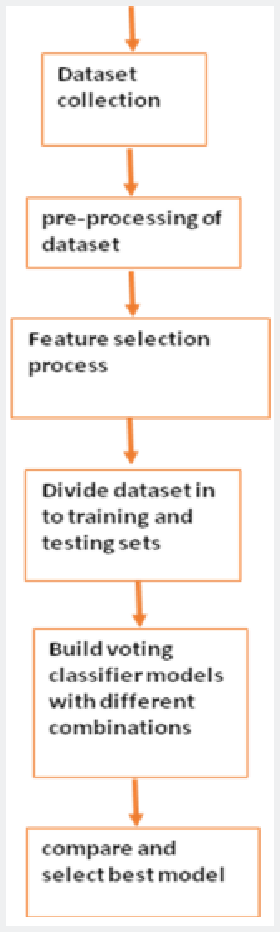 Dataset
collection
pre-processing of
dataset
Feature selection
process
Divide dataset in
to training and
testing sets
Build voting
classifier models
with different
combinations
compare and
select best model